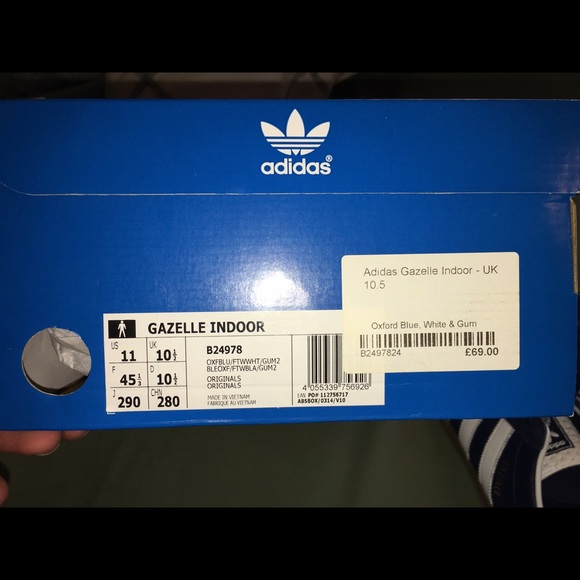 adidas®
Adidas Gazelle Indoor - UK
10.5
Oxford Blue, White & Gum
B2497824 £69.00
GAZELLE INDOOR
US 11 UK 10½
F 45⅓ D 10½
J 290 CHN 280
B24978
OXFBLU/FTWWHT/GUM2
BLEOXF/FTWBLA/GUM2
ORIGINALS
ORIGINALS
MADE IN VIETNAM
FABRIQUE AU VIETNAM
4 055339 756926
EAN PO# 112756717
ABSBOX/0314/V10